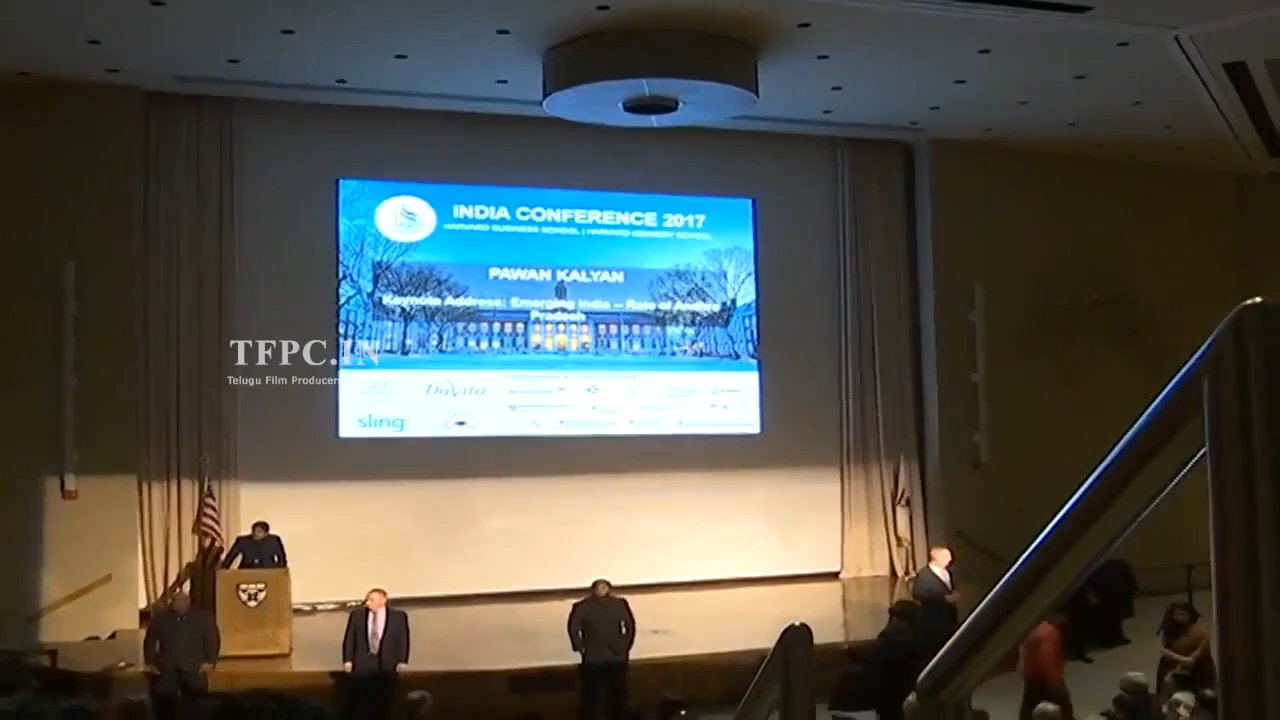 INDIA CONFERENCE 2017
HARVARD BUSINESS SCHOOL | HARVARD KENNEDY SCHOOL
PAWAN KALYAN
Keynote Address: Emerging India – Role of Andhra
Pradesh
TFPC.IN
Telugu Film Producer
DaVita
sling